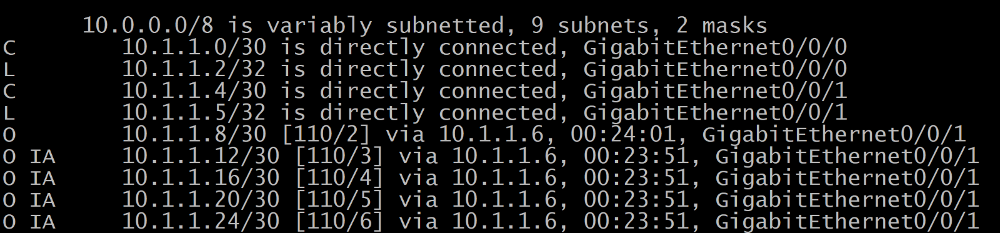 10.0.0.0/8 is variably subnetted, 9 subnets, 2 masks
C 10.1.1.0/30 is directly connected, GigabitEthernet0/0/0
L 10.1.1.2/32 is directly connected, GigabitEthernet0/0/0
C 10.1.1.4/30 is directly connected, GigabitEthernet0/0/1
L 10.1.1.5/32 is directly connected, GigabitEthernet0/0/1
O 10.1.1.8/30 [110/2] via 10.1.1.6, 00:24:01, GigabitEthernet0/0/1
O IA 10.1.1.12/30 [110/3] via 10.1.1.6, 00:23:51, GigabitEthernet0/0/1
O IA 10.1.1.16/30 [110/4] via 10.1.1.6, 00:23:51, GigabitEthernet0/0/1
O IA 10.1.1.20/30 [110/5] via 10.1.1.6, 00:23:51, GigabitEthernet0/0/1
O IA 10.1.1.24/30 [110/6] via 10.1.1.6, 00:23:51, GigabitEthernet0/0/1